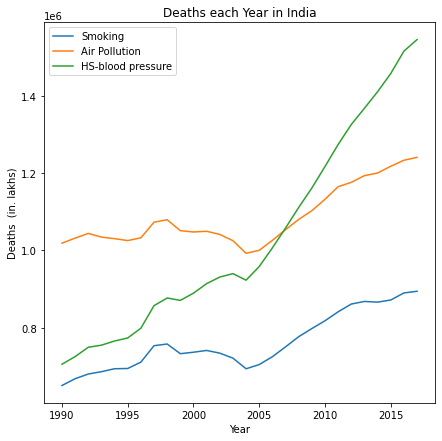 Deaths each Year in India
1e6
Smoking
Air Pollution
HS-blood pressure
1.4
1.2
1.0
0.8
Deaths (in. lakhs)
1990 1995 2000 2005 2010 2015
Year